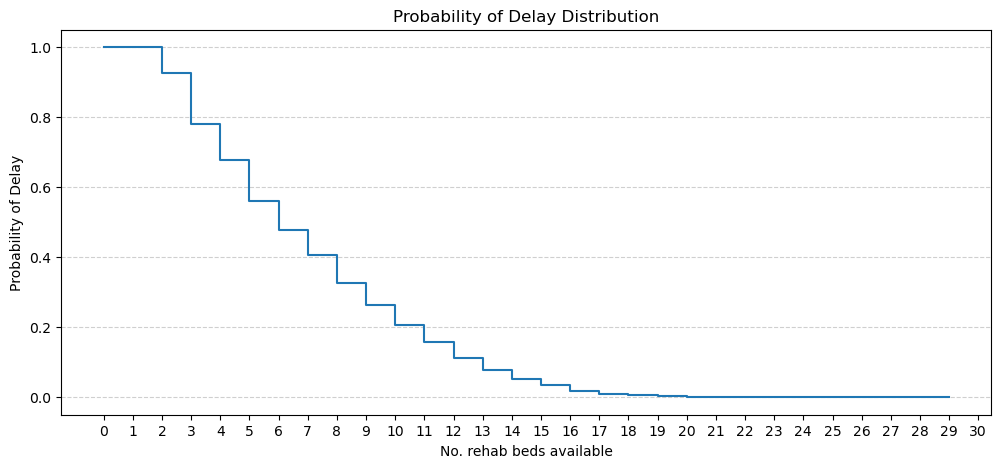 Probability of Delay Distribution
Probability of Delay
1.0
0.8
0.6
0.4
0.2
0.0
0 1 2 3 4 5 6 7 8 9 10 11 12 13 14 15 16 17 18 19 20 21 22 23 24 25 26 27 28 29 30
No. rehab beds available